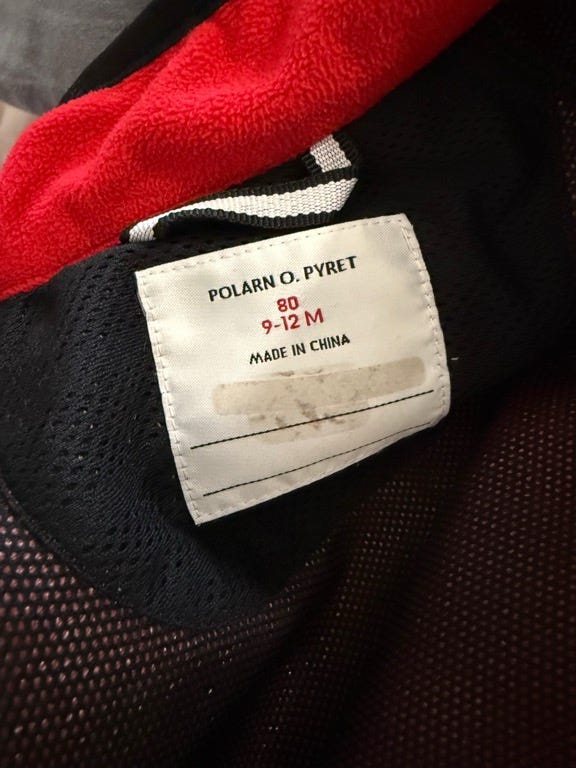 POLARN O. PYRET
80
9-12 M
MADE IN CHINA